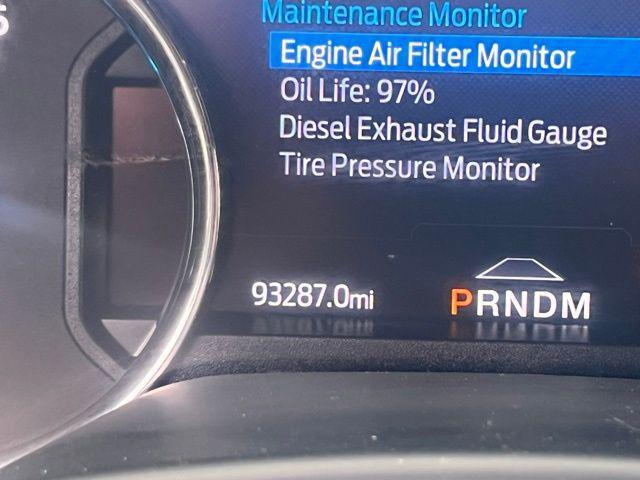 Maintenance Monitor
Engine Air Filter Monitor
Oil Life: 97%
Diesel Exhaust Fluid Gauge
Tire Pressure Monitor
93287.0mi
PRNDM